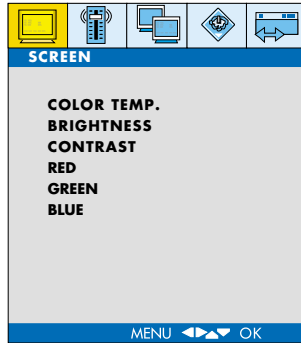 SCREEN
COLOR TEMP.
BRIGHTNESS
CONTRAST
RED
GREEN
BLUE
MENU ◀▶▲▼ OK